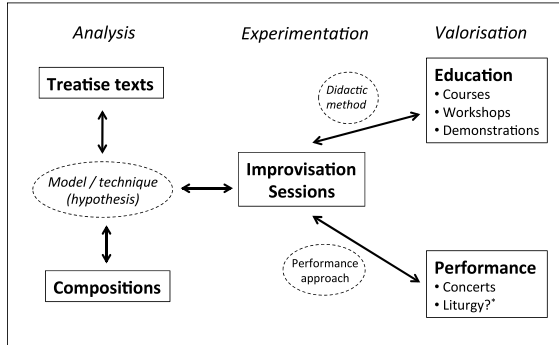 Analysis
Experimentation
Valorisation
Treatise texts
Model / technique
(hypothesis)
Compositions
Improvisation
Sessions
Didactic
method
Performance
approach
Education
• Courses
• Workshops
• Demonstrations
Performance
• Concerts
• Liturgy?*